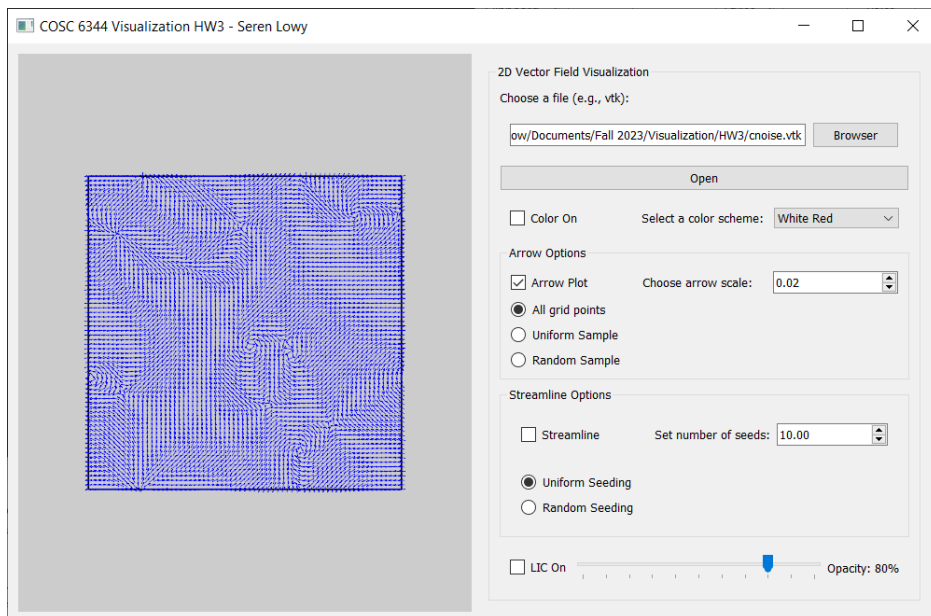 COSC 6344 Visualization HW3 - Seren Lowy
2D Vector Field Visualization
Choose a file (e.g., vtk):
ow/Documents/Fall 2023/Visualization/HW3/cnoise.vtk Browser
Open
Color On Select a color scheme: White Red
Arrow Options
Arrow Plot Choose arrow scale: 0.02
All grid points
Uniform Sample
Random Sample
Streamline Options
Streamline Set number of seeds: 10.00
Uniform Seeding
Random Seeding
LIC On Opacity: 80%